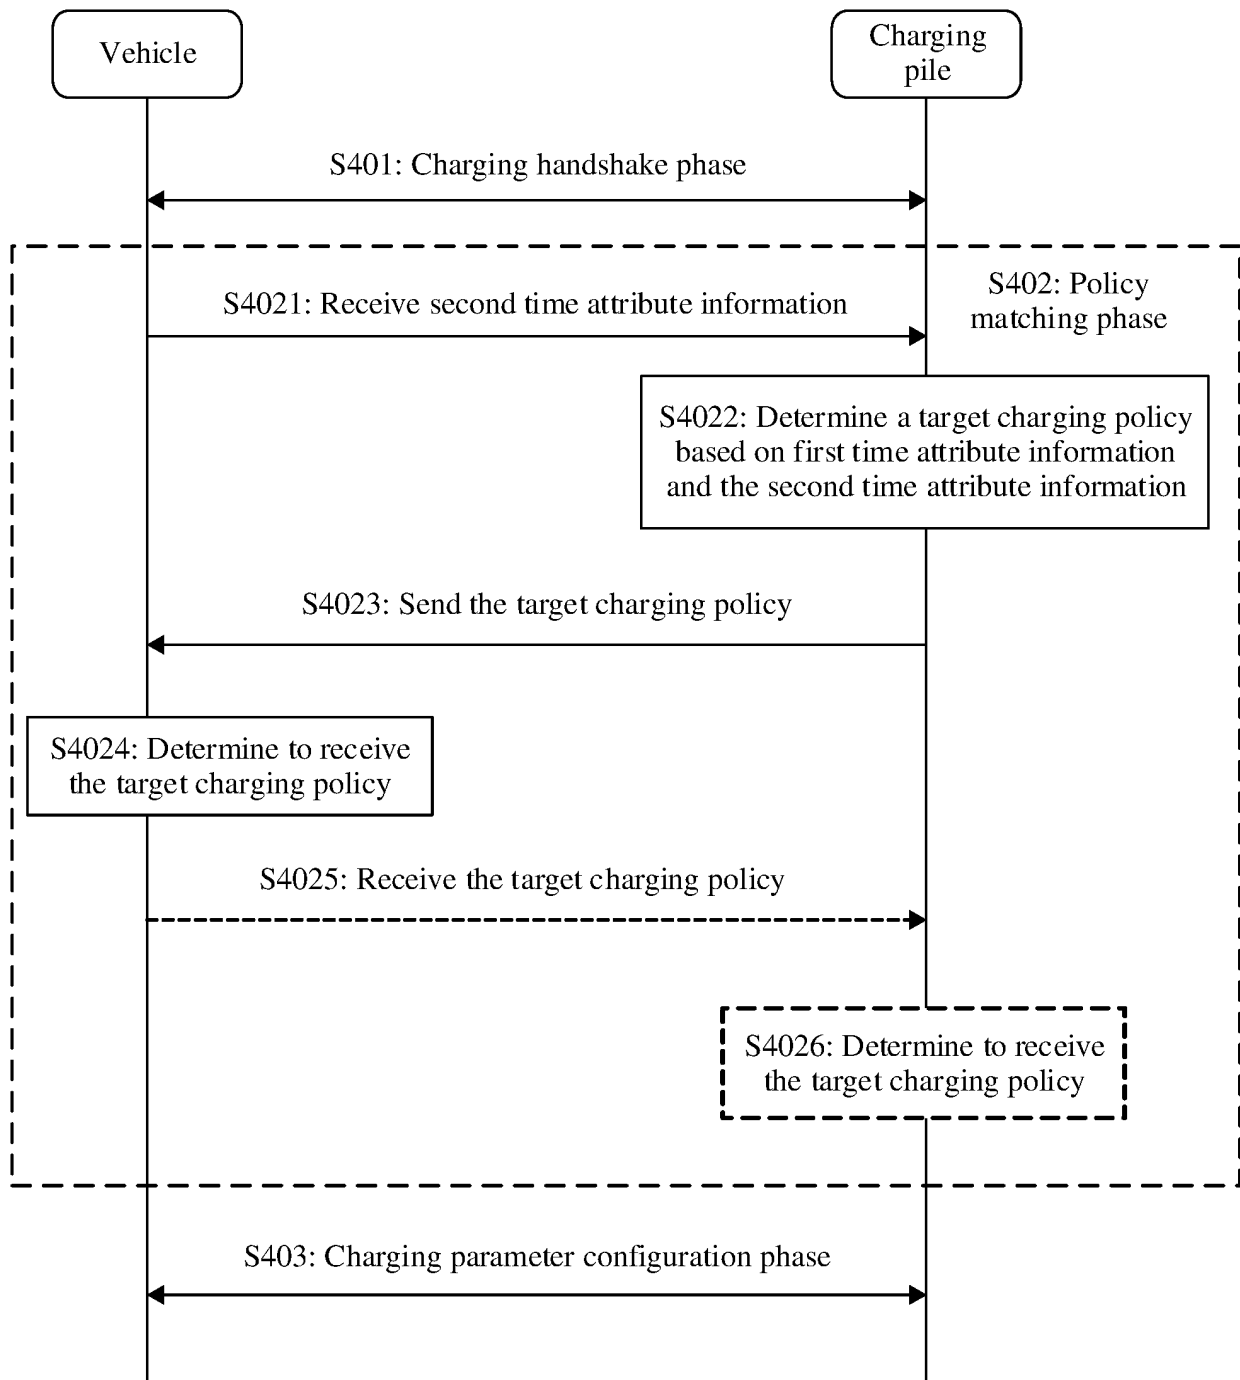 Vehicle
Charging
pile
S401: Charging handshake phase
S402: Policy
matching phase
S4021: Receive second time attribute information
S4022: Determine a target charging policy
based on first time attribute information
and the second time attribute information
S4023: Send the target charging policy
S4024: Determine to receive
the target charging policy
S4025: Receive the target charging policy
S4026: Determine to receive
the target charging policy
S403: Charging parameter configuration phase